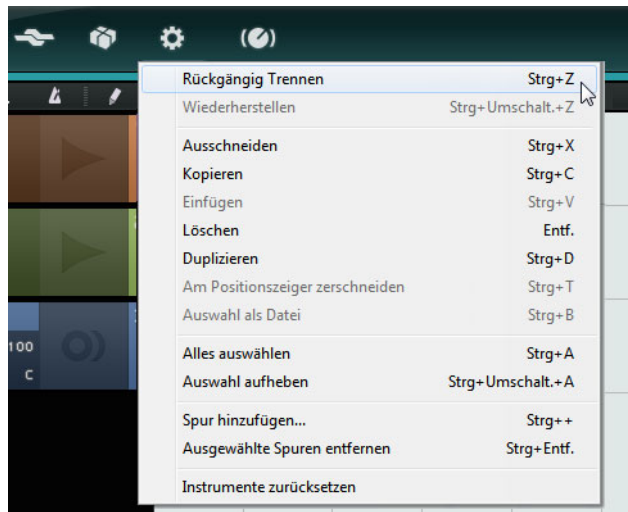 Rückgängig Trennen Strg+Z
Wiederherstellen Strg+Umschalt.+Z
Ausschneiden Strg+X
Kopieren Strg+C
Einfügen Strg+V
Löschen Entf.
Duplizieren Strg+D
Am Positionszeiger zerschneiden Strg+T
Auswahl als Datei Strg+B
100
Alles auswählen Strg+A
C
Auswahl aufheben Strg+Umschalt.+A
Spur hinzufügen... Strg++
Ausgewählte Spuren entfernen Strg+Entf.
Instrumente zurücksetzen